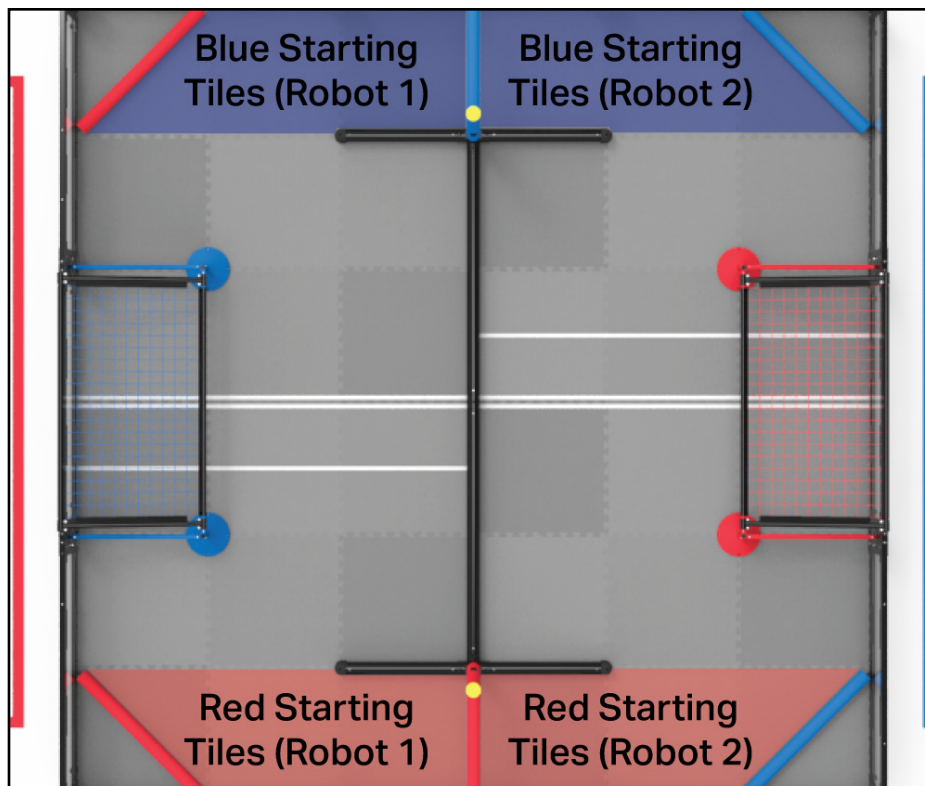 Blue Starting
Tiles (Robot 1)
Blue Starting
Tiles (Robot 2)
Red Starting
Tiles (Robot 1)
Red Starting
Tiles (Robot 2)